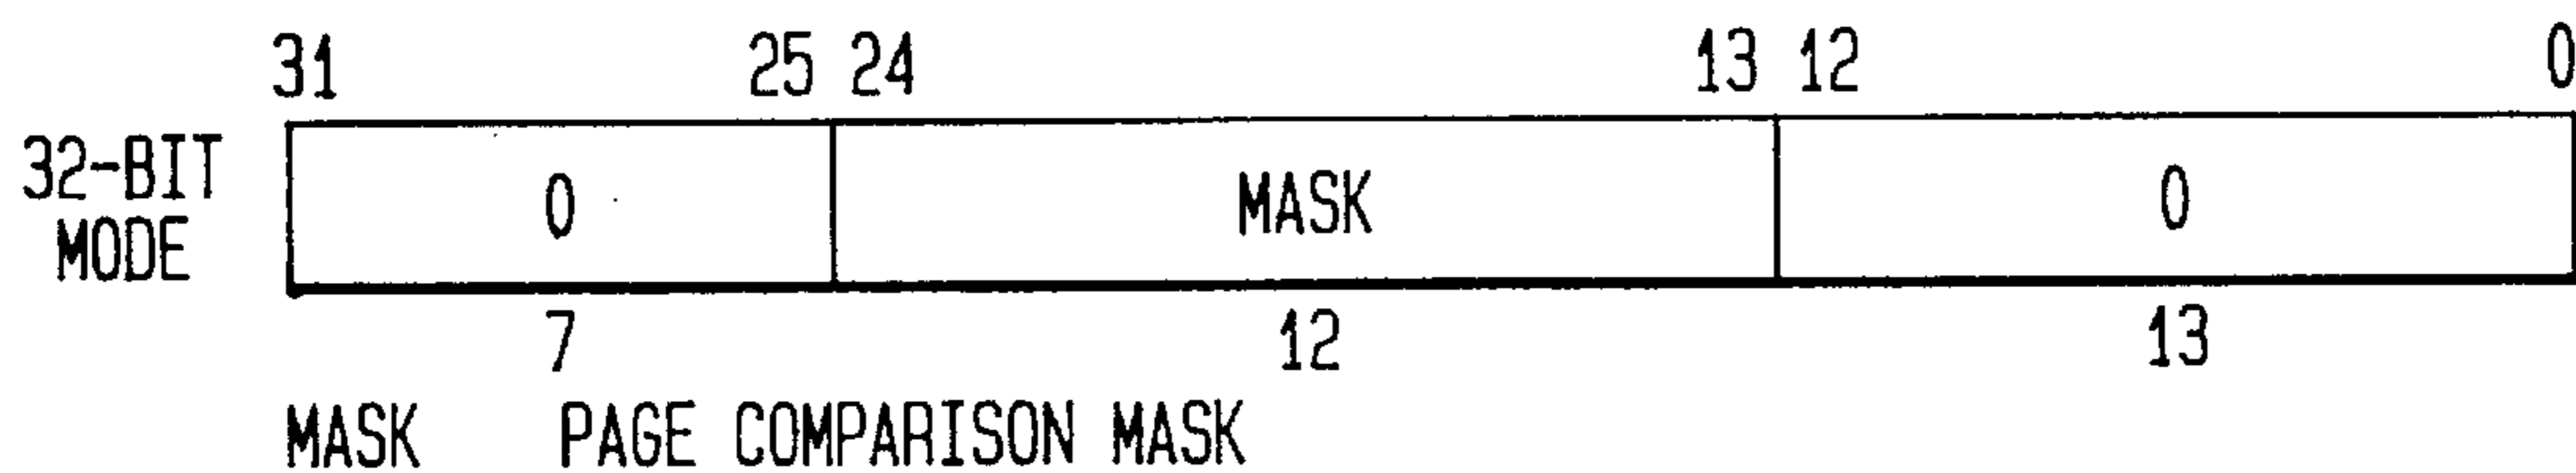 31 25 24 13 12 0
32-BIT
MODE
0 MASK 0
7 12 13
MASK PAGE COMPARISON MASK